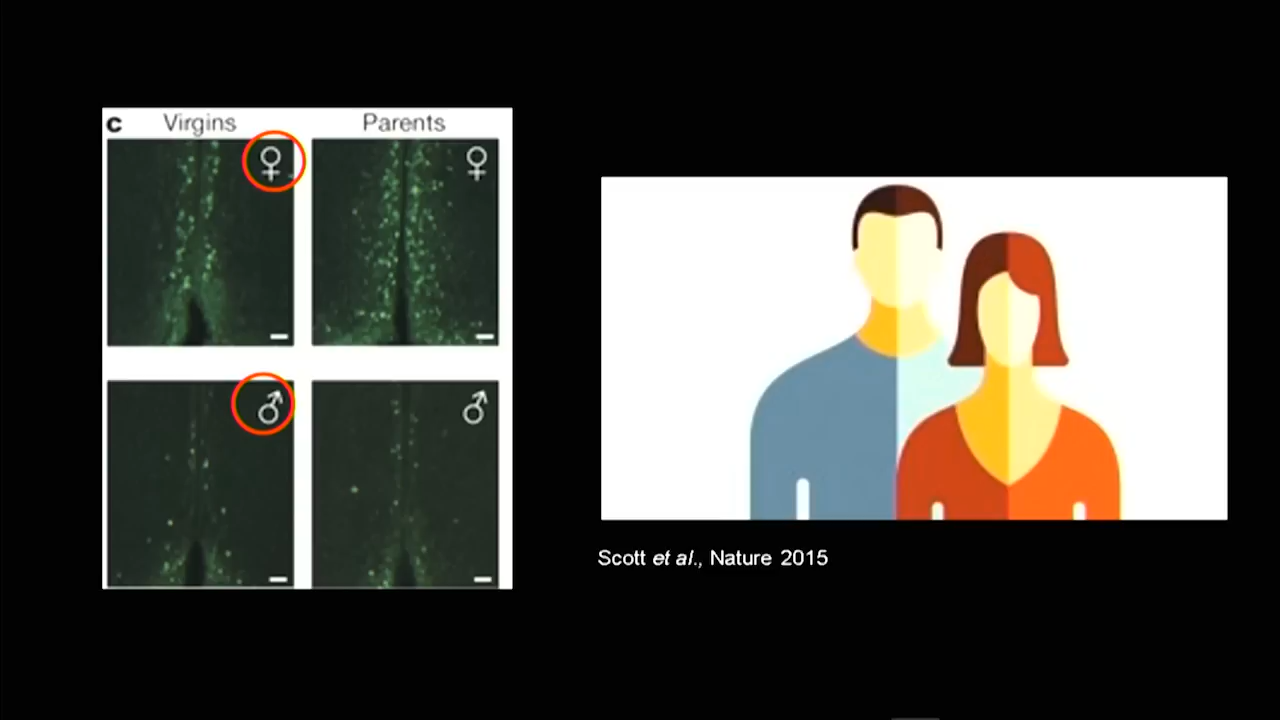 c Virgins Parents
♀ ♀
♂ ♂
Scott et al., Nature 2015